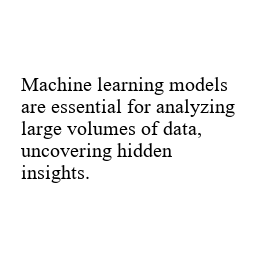 Machine learning models
are essential for analyzing
large volumes of data,
uncovering hidden
insights.